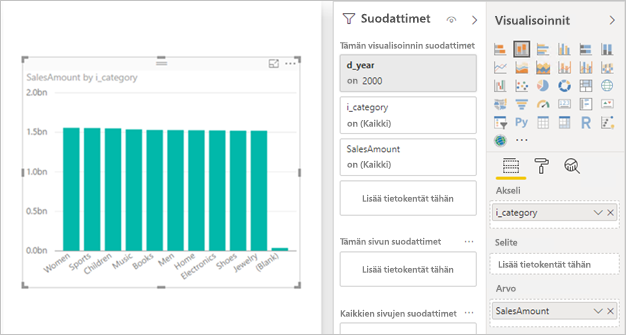 SalesAmount by i_category
2.0bn
1.5bn
1.0bn
0.5bn
0.0bn
Women
Sports
Children
Music
Books
Men
Home
Electronics
Shoes
Jewelry
(Blank)
Suodattimet
Tämän visualisoinnin suodattimet
d_year
on 2000
i_category
on (Kaikki)
SalesAmount
on (Kaikki)
Lisää tietokentät tähän
Tämän sivun suodattimet
Lisää tietokentät tähän
Kaikkien sivujen suodattimet
Visualisoinnit
R
Py
Akseli
i_category
Selite
Lisää tietokentät tähän
Arvo
SalesAmount